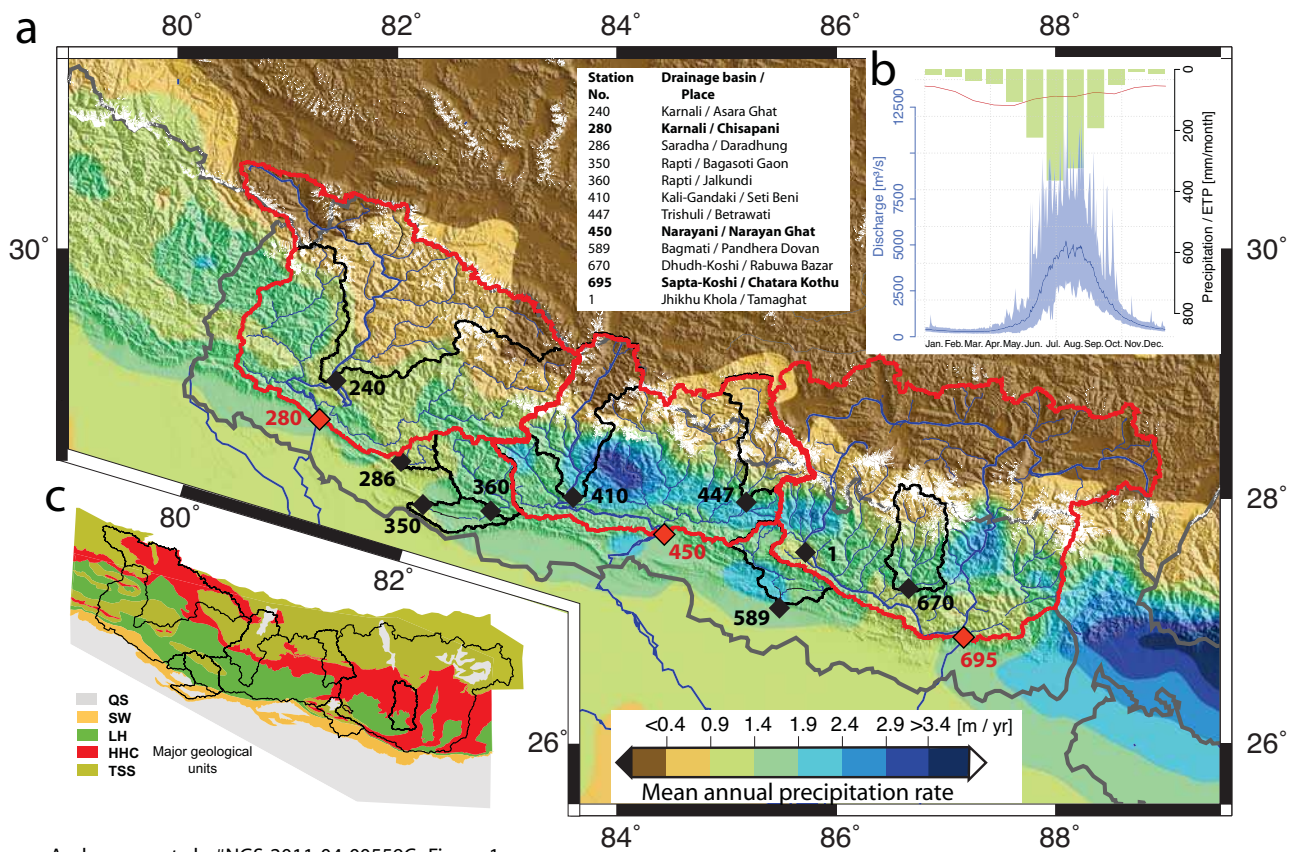 a
80˚ 82˚ 84˚ 86˚ 88˚
Station Drainage basin /
No. Place
240 Karnali / Asara Ghat
280 Karnali / Chisapani
286 Saradha / Daradhung
350 Rapti / Bagasoti Gaon
360 Rapti / Jalkundi
410 Kali-Gandaki / Seti Beni
447 Trishuli / Betrawati
450 Narayani / Narayan Ghat
589 Bagmati / Pandhera Dovan
670 Dhudh-Koshi / Rabuwa Bazar
695 Sapta-Koshi / Chatara Kothu
1 Jhikhu Khola / Tamaghat
b
Discharge [m³/s]
12500
7500
5000
2500
0
0
200
400
600
800
Precipitation / ETP [mm/month]
Jan. Feb. Mar. Apr. May. Jun. Jul. Aug. Sep. Oct. Nov. Dec.
30˚
30˚
240
280
286
360
350
410
447
450
1
589
670
695
28˚
26˚
26˚
c
80˚
82˚
QS
SW
LH
HHC
TSS
Major geological
units
<0.4 0.9 1.4 1.9 2.4 2.9 >3.4 [m / yr]
Mean annual precipitation rate
84˚ 86˚ 88˚